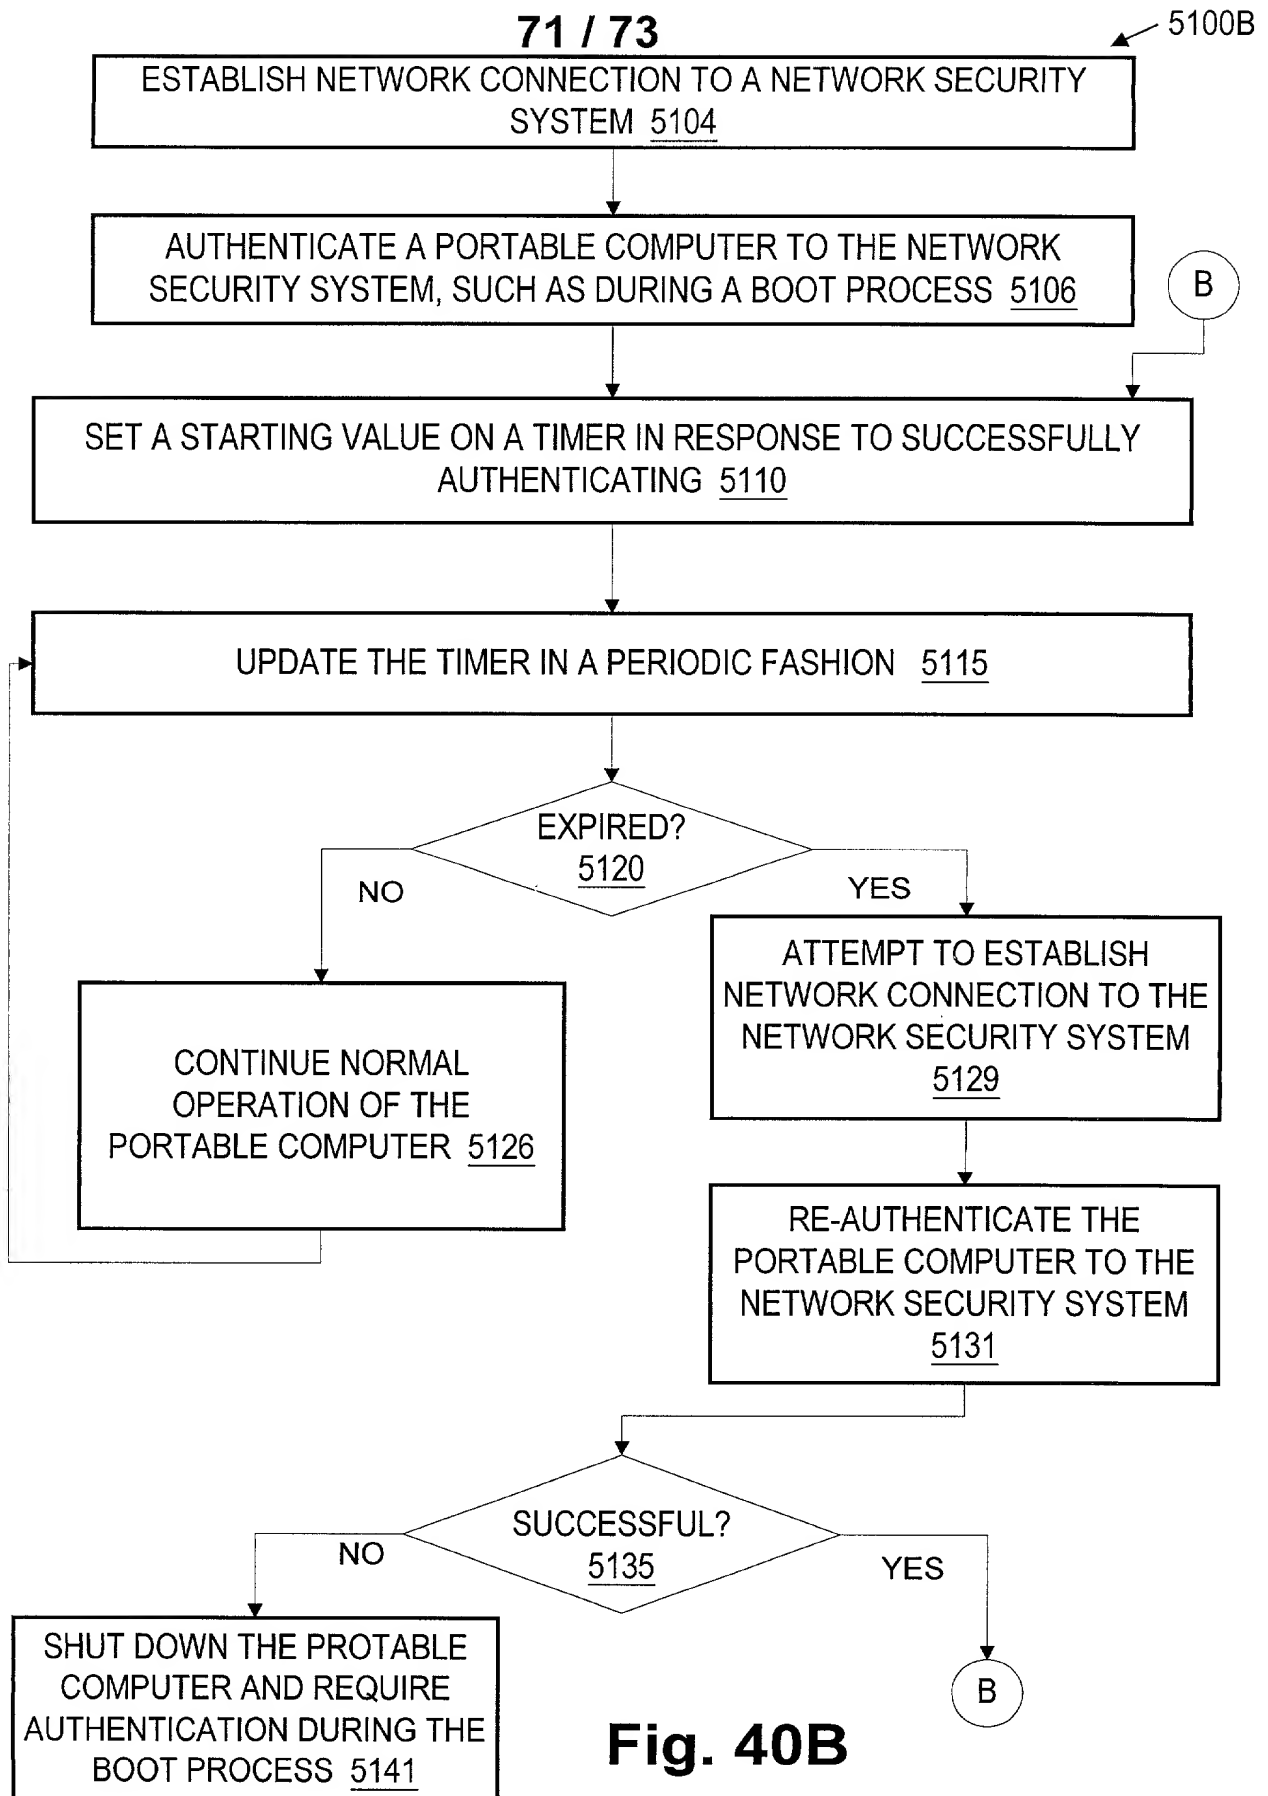 71 / 73
5100B
ESTABLISH NETWORK CONNECTION TO A NETWORK SECURITY
SYSTEM 5104
AUTHENTICATE A PORTABLE COMPUTER TO THE NETWORK
SECURITY SYSTEM, SUCH AS DURING A BOOT PROCESS 5106
B
SET A STARTING VALUE ON A TIMER IN RESPONSE TO SUCCESSFULLY
AUTHENTICATING 5110
UPDATE THE TIMER IN A PERIODIC FASHION 5115
EXPIRED?
5120
NO
YES
CONTINUE NORMAL
OPERATION OF THE
PORTABLE COMPUTER 5126
ATTEMPT TO ESTABLISH
NETWORK CONNECTION TO THE
NETWORK SECURITY SYSTEM
5129
RE-AUTHENTICATE THE
PORTABLE COMPUTER TO THE
NETWORK SECURITY SYSTEM
5131
SUCCESSFUL?
5135
NO
YES
SHUT DOWN THE PROTABLE
COMPUTER AND REQUIRE
AUTHENTICATION DURING THE
BOOT PROCESS 5141
B
Fig. 40B